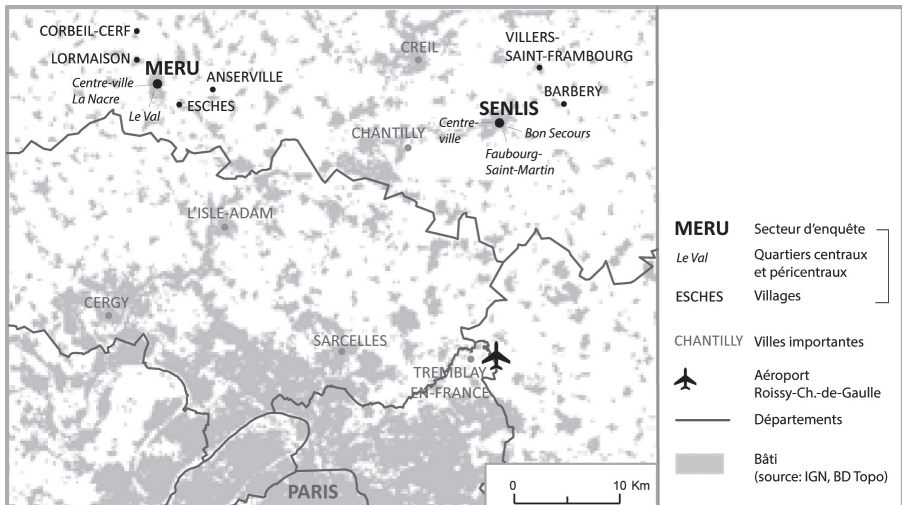 CORBEIL-CERF
LORMAISON
MERU
Centre-ville
La Nacre
ANSERVILLE
Le Val
ESCHES
CREIL
VILLERS-
SAINT-FRAMBOURG
BARBERY
SENLIS
Centre-
ville
Bon Secours
Faubourg-
Saint-Martin
CHANTILLY
L'ISLE-ADAM
CERGY
SARCELLES
TREMBLAY
EN-FRANCE
PARIS
0 10 Km
MERU Secteur d'enquête
Le Val Quartiers centraux
et péricentraux
ESCHES Villages
CHANTILLY Villes importantes
Aéroport
Roissy-Ch.-de-Gaulle
Départements
Bâti
(source: IGN, BD Topo)